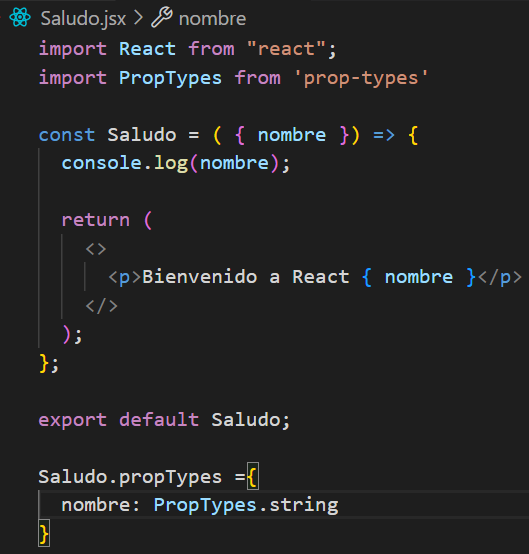 Saludo.jsx > nombre
import React from "react";
import PropTypes from 'prop-types'
const Saludo = ( { nombre }) => {
console.log(nombre);
return (
<>
<p>Bienvenido a React { nombre }</p>
</>
);
};
export default Saludo;
Saludo.propTypes ={
nombre: PropTypes.string
}